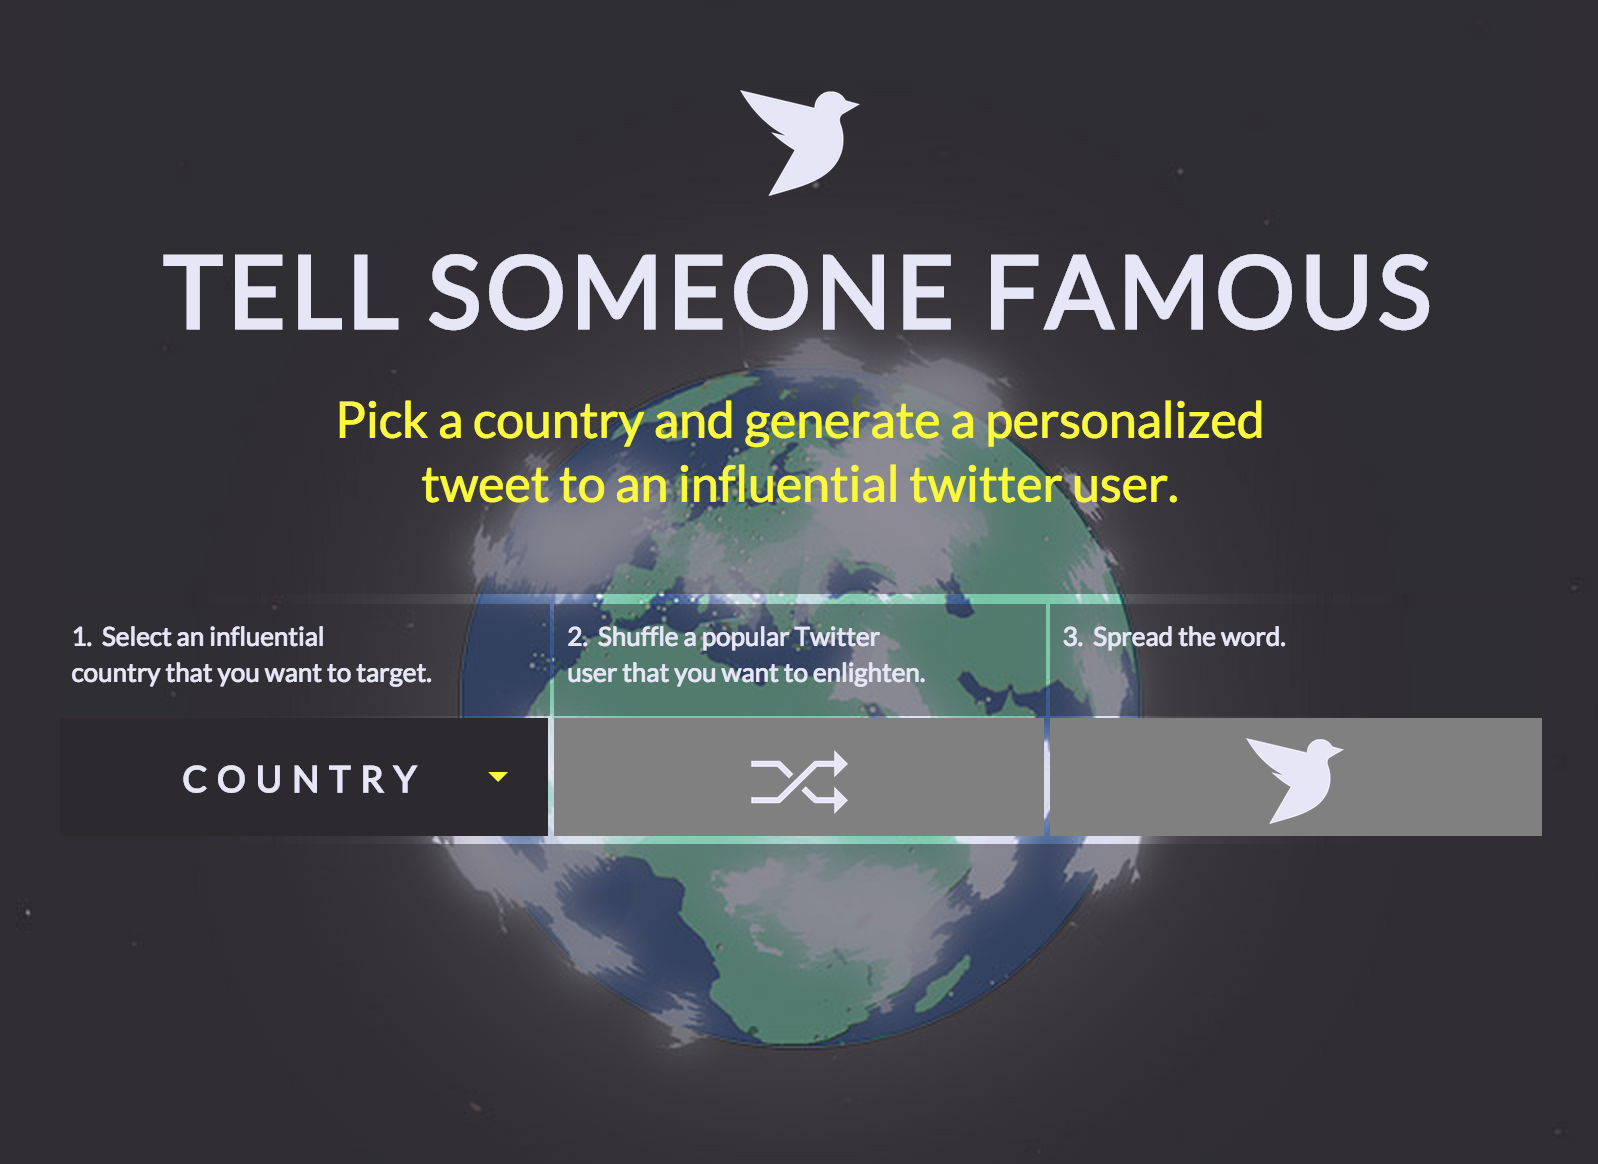 TELL SOMEONE FAMOUS
Pick a country and generate a personalized
tweet to an influential twitter user.
1. Select an influential
country that you want to target.
2. Shuffle a popular Twitter
user that you want to enlighten.
3. Spread the word.
COUNTRY